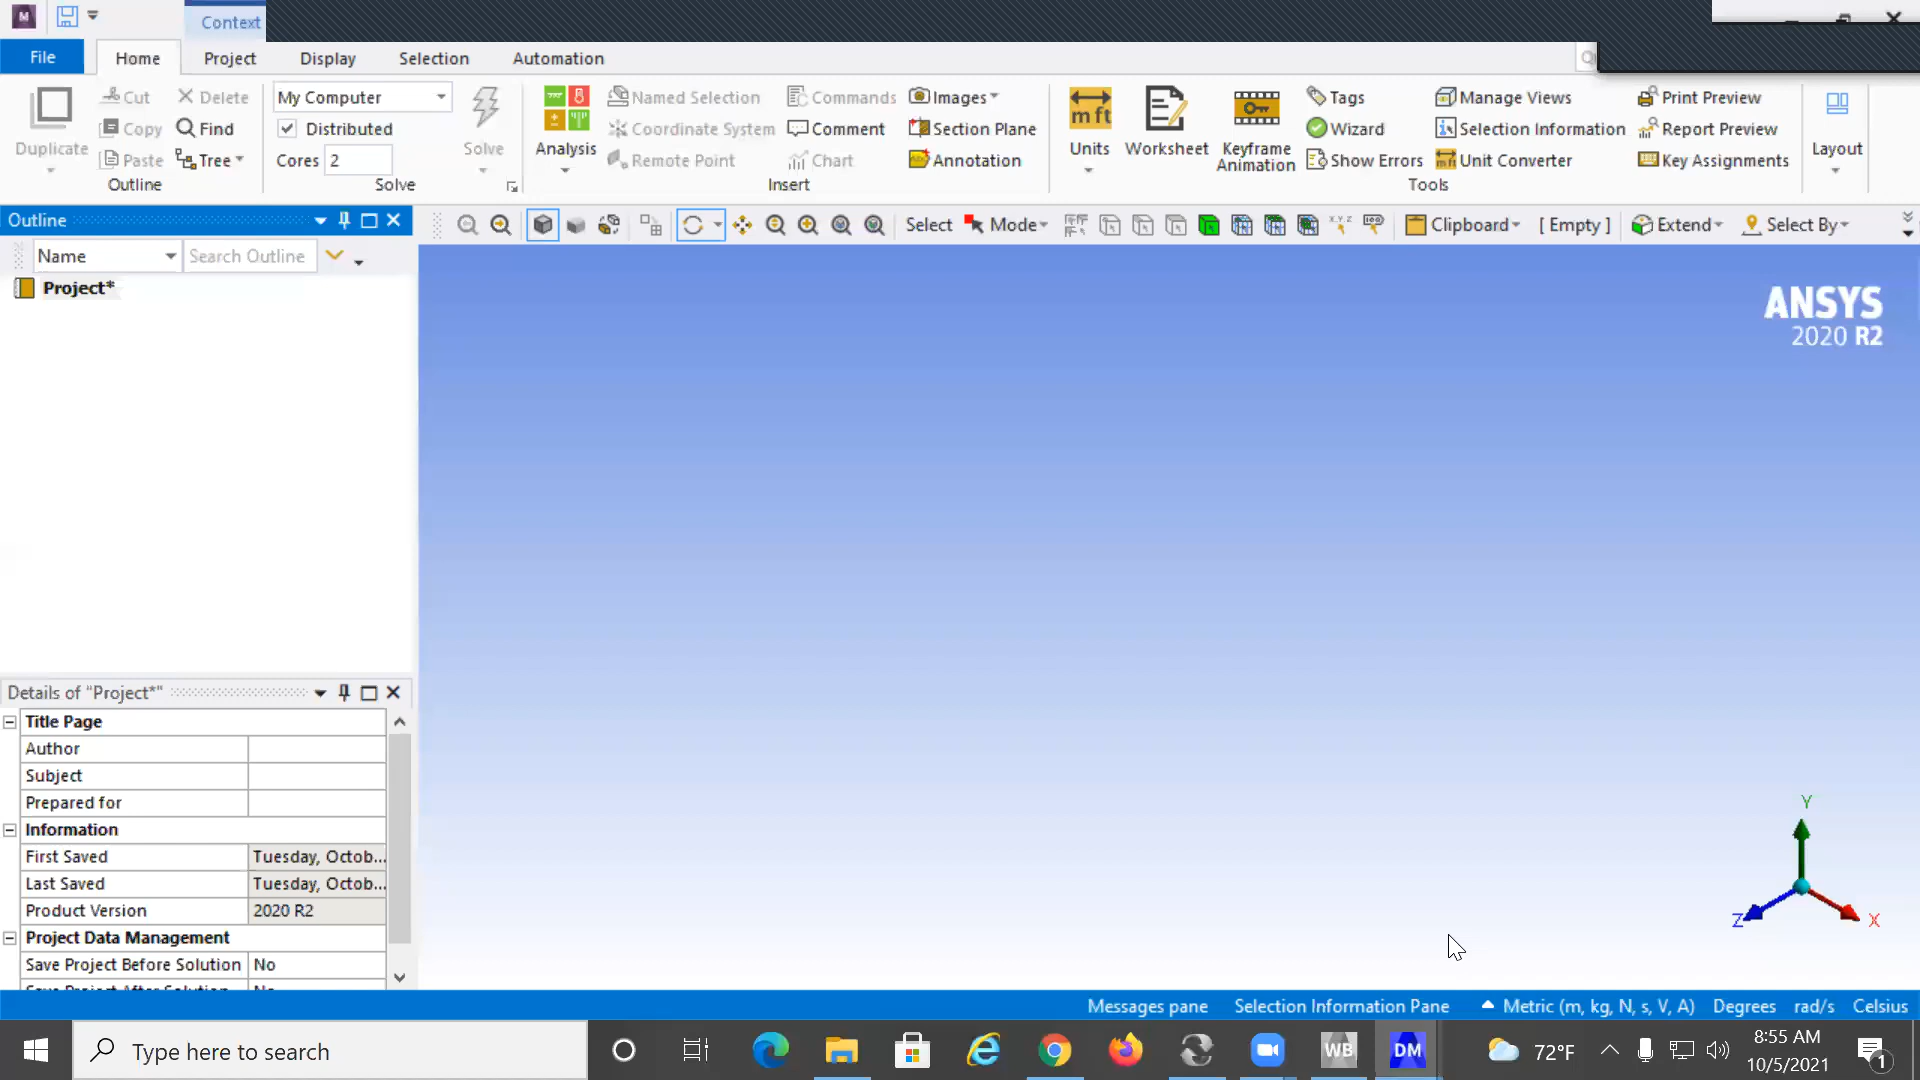 Context
File Home Project Display Selection Automation
Duplicate Cut Copy Paste Delete Find Tree Outline
My Computer
Distributed
Cores 2
Solve
Solve
Analysis
Named Selection
Coordinate System
Remote Point
Commands
Comment
Chart
Images
Section Plane
Annotation
Insert
Units
Worksheet
Keyframe
Animation
Tags
Wizard
Show Errors
Manage Views
Selection Information
Unit Converter
Print Preview
Report Preview
Key Assignments
Tools
Layout
Outline
Select Mode Clipboard [ Empty ] Extend Select By
Name Search Outline
Project*
ANSYS
2020 R2
Details of "Project*"
Title Page
Author
Subject
Prepared for
Information
First Saved Tuesday, Octob...
Last Saved Tuesday, Octob...
Product Version 2020 R2
Project Data Management
Save Project Before Solution No
Y
Z
X
Messages pane Selection Information Pane Metric (m, kg, N, s, V, A) Degrees rad/s Celsius
Type here to search
WB
DM
72°F
8:55 AM
10/5/2021
1